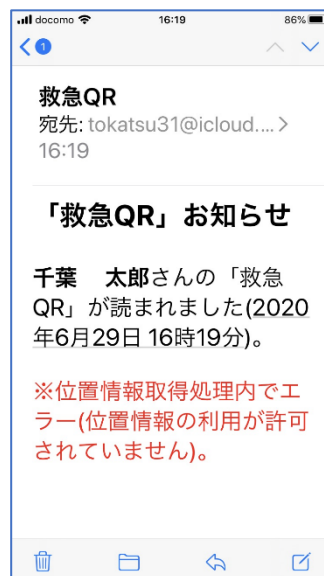 docomo 16:19 86%
1
救急QR
宛先: tokatsu31@icloud....
16:19
「救急QR」お知らせ
千葉　太郎さんの「救急
QR」が読まれました(2020
年6月29日 16時19分)。
※位置情報取得処理内でエ
ラー(位置情報の利用が許可
されていません)。